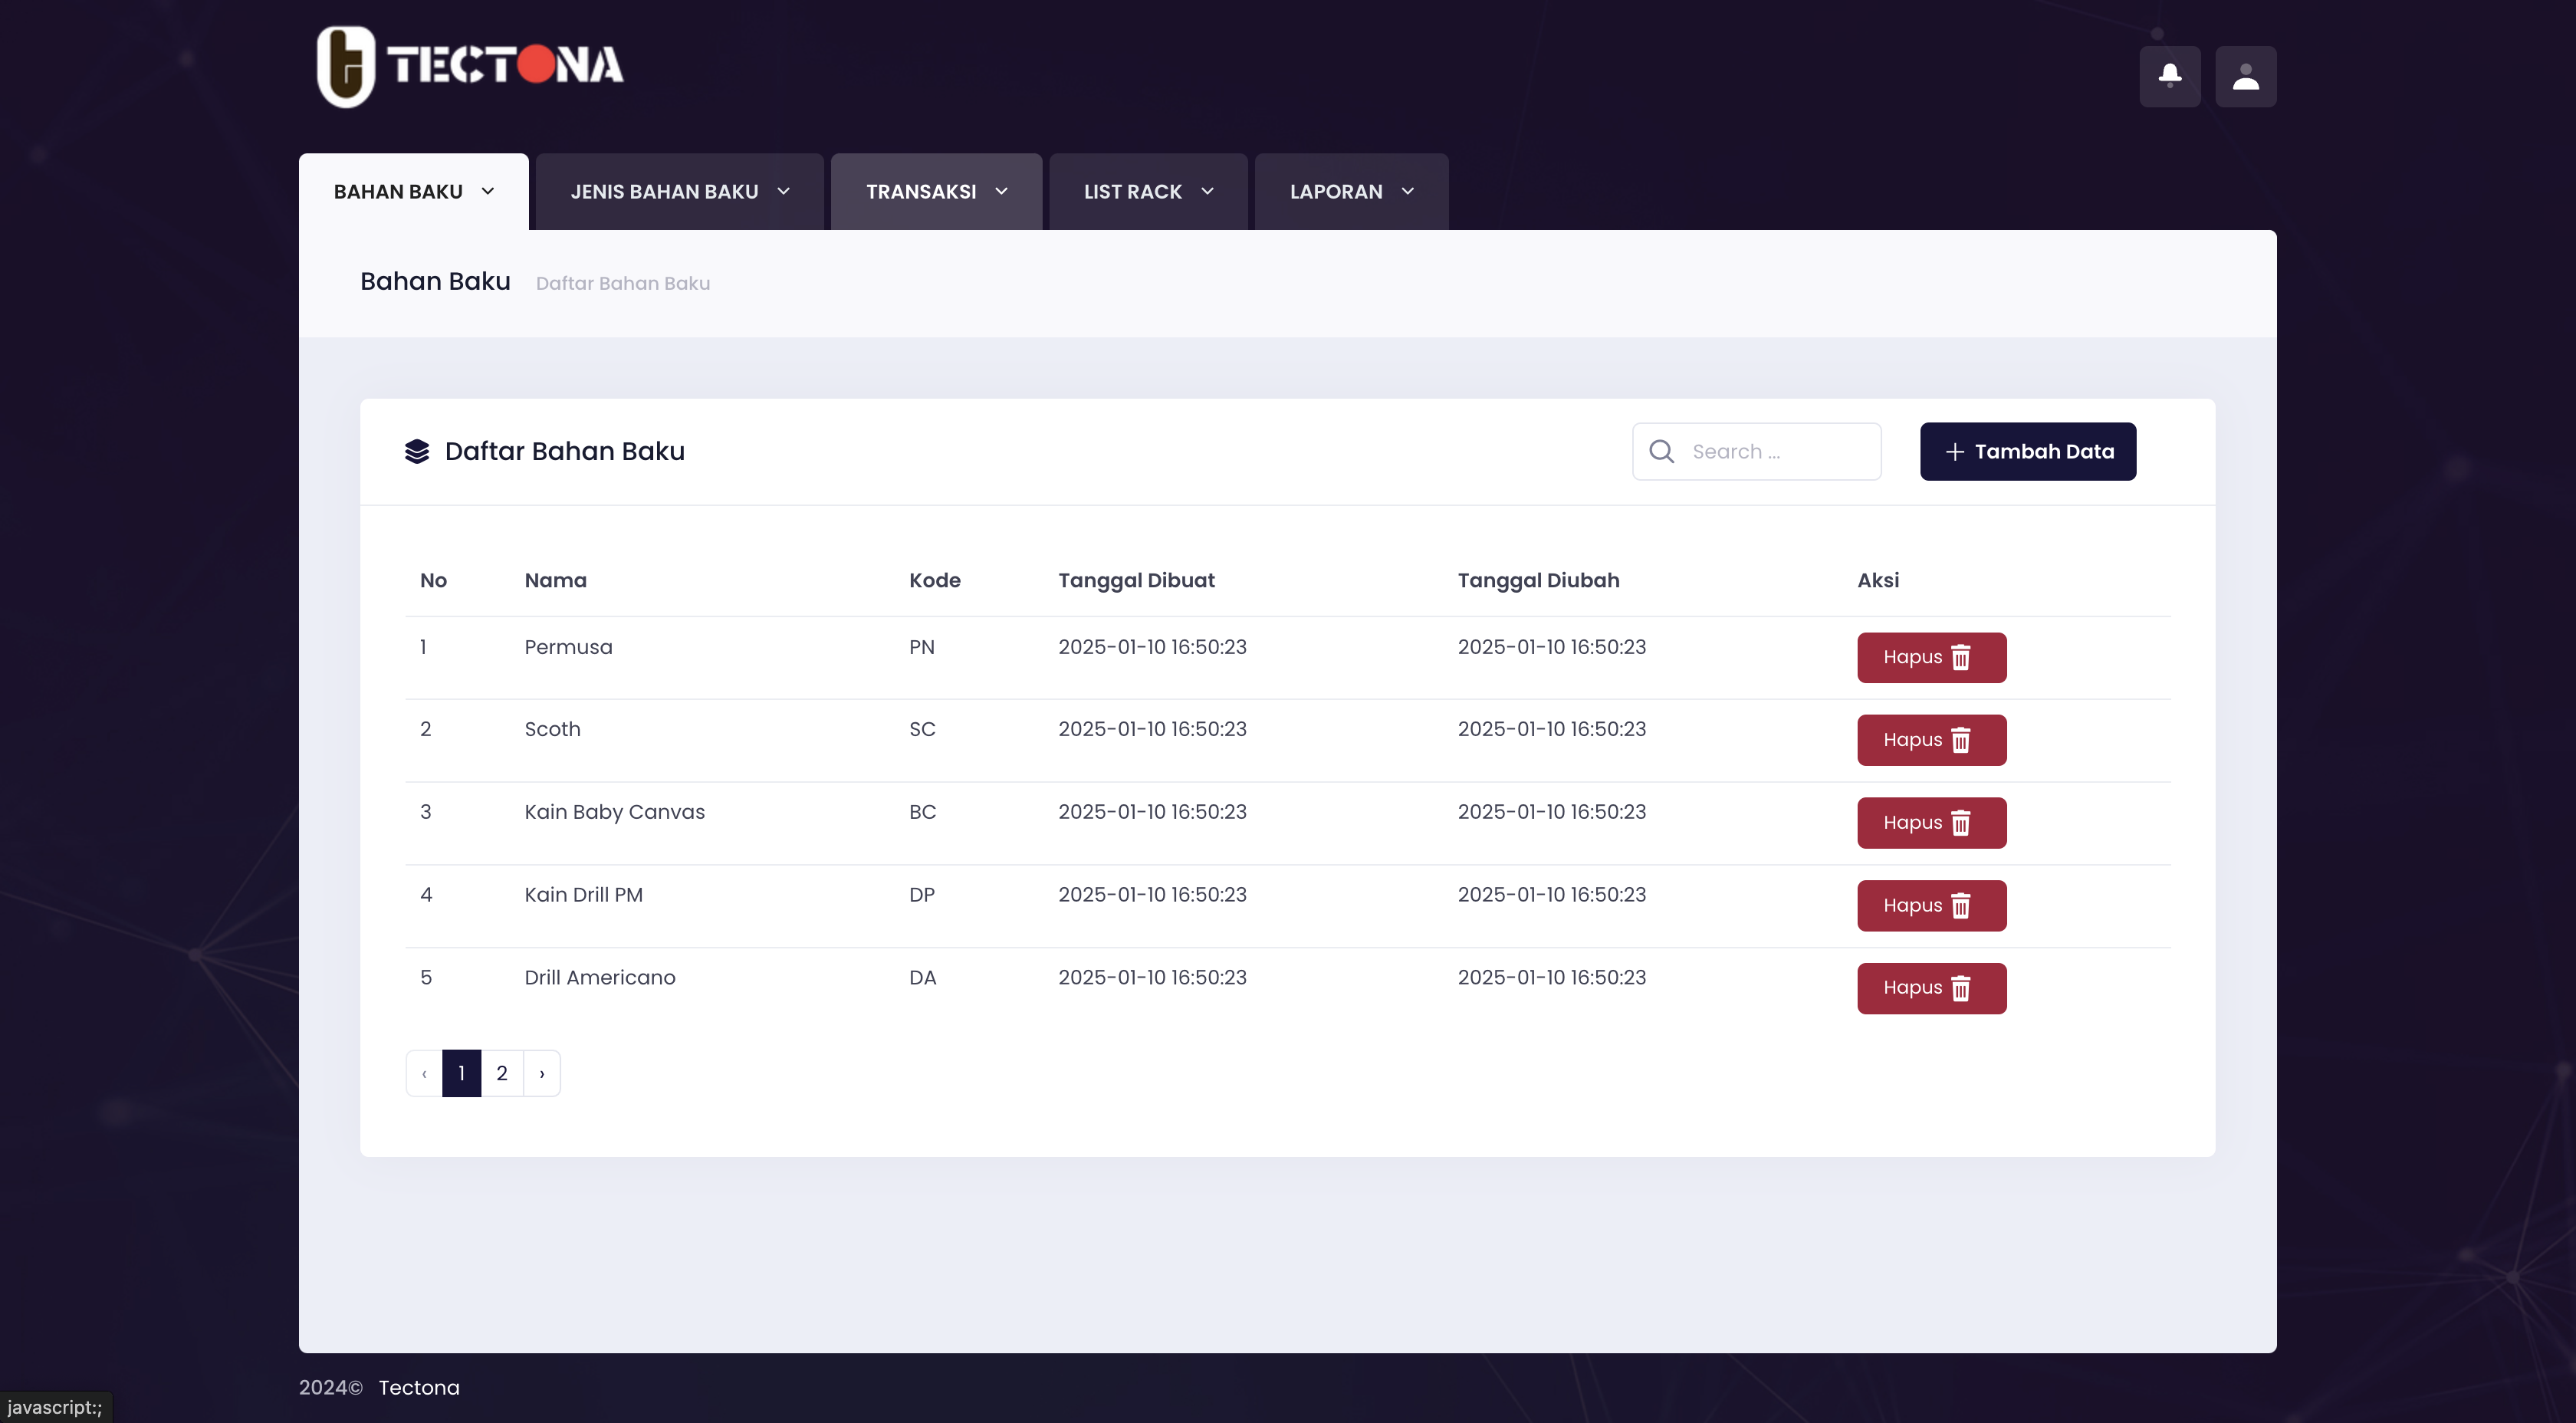 TECTONA
BAHAN BAKU JENIS BAHAN BAKU TRANSAKSI LIST RACK LAPORAN
Bahan Baku Daftar Bahan Baku
Daftar Bahan Baku Search ... + Tambah Data
No Nama Kode Tanggal Dibuat Tanggal Diubah Aksi
1 Permusa PN 2025-01-10 16:50:23 2025-01-10 16:50:23 Hapus
2 Scoth SC 2025-01-10 16:50:23 2025-01-10 16:50:23 Hapus
3 Kain Baby Canvas BC 2025-01-10 16:50:23 2025-01-10 16:50:23 Hapus
4 Kain Drill PM DP 2025-01-10 16:50:23 2025-01-10 16:50:23 Hapus
5 Drill Americano DA 2025-01-10 16:50:23 2025-01-10 16:50:23 Hapus
‹ 1 2 ›
2024© Tectona
javascript:;